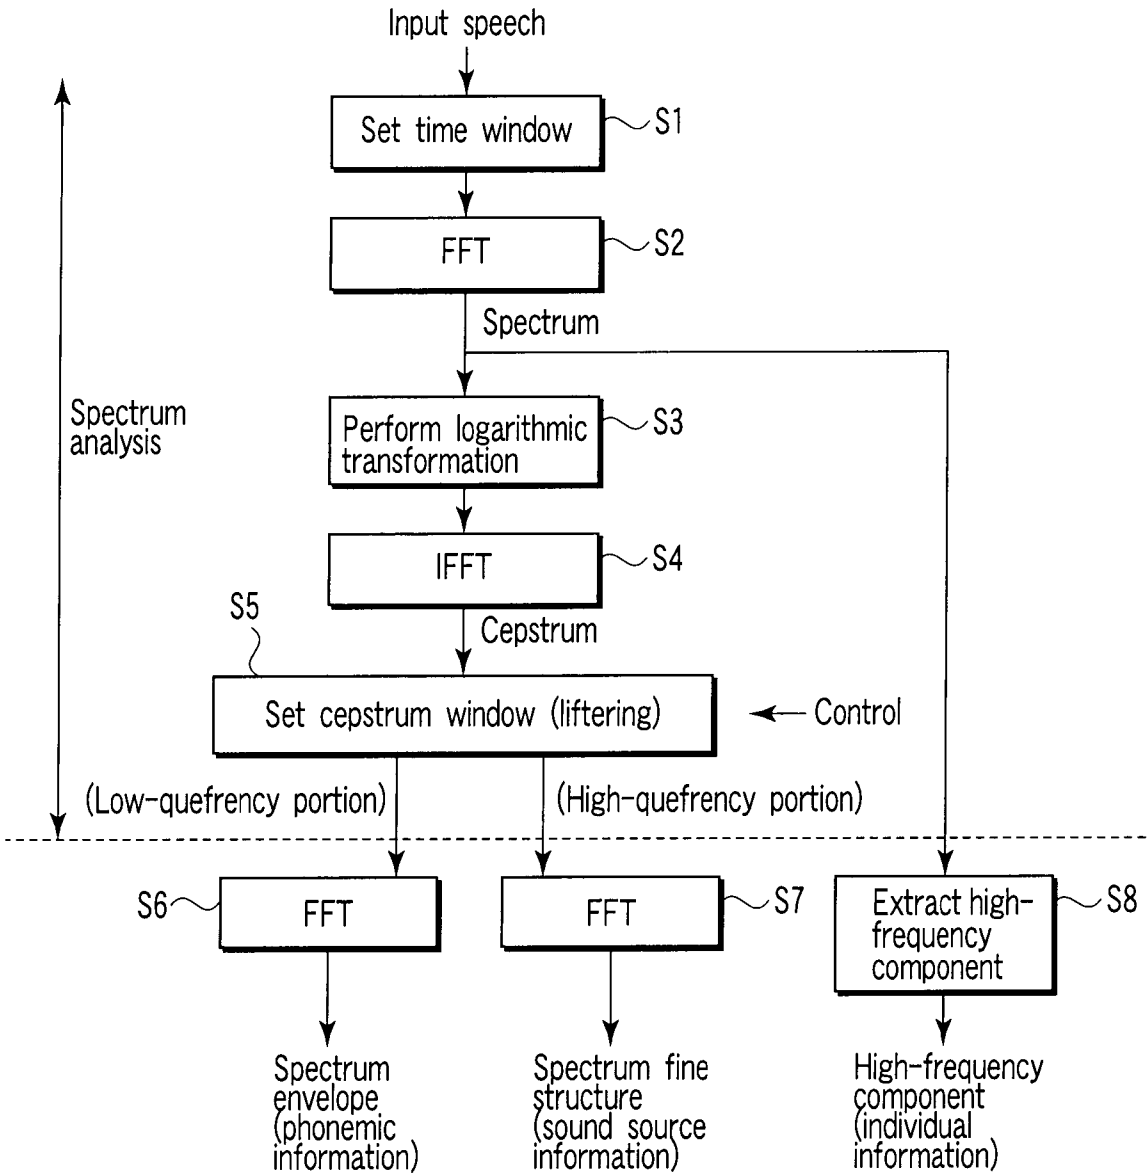 Input speech
Set time window
S1
FFT
S2
Spectrum
Spectrum
analysis
Perform logarithmic
transformation
S3
IFFT
S4
Cepstrum
S5
Set cepstrum window (liftering)
Control
(Low-quefrency portion)
(High-quefrency portion)
S6
FFT
FFT
S7
Extract high-
frequency
component
S8
Spectrum
envelope
(phonemic
information)
Spectrum fine
structure
(sound source
information)
High-frequency
component
(individual
information)